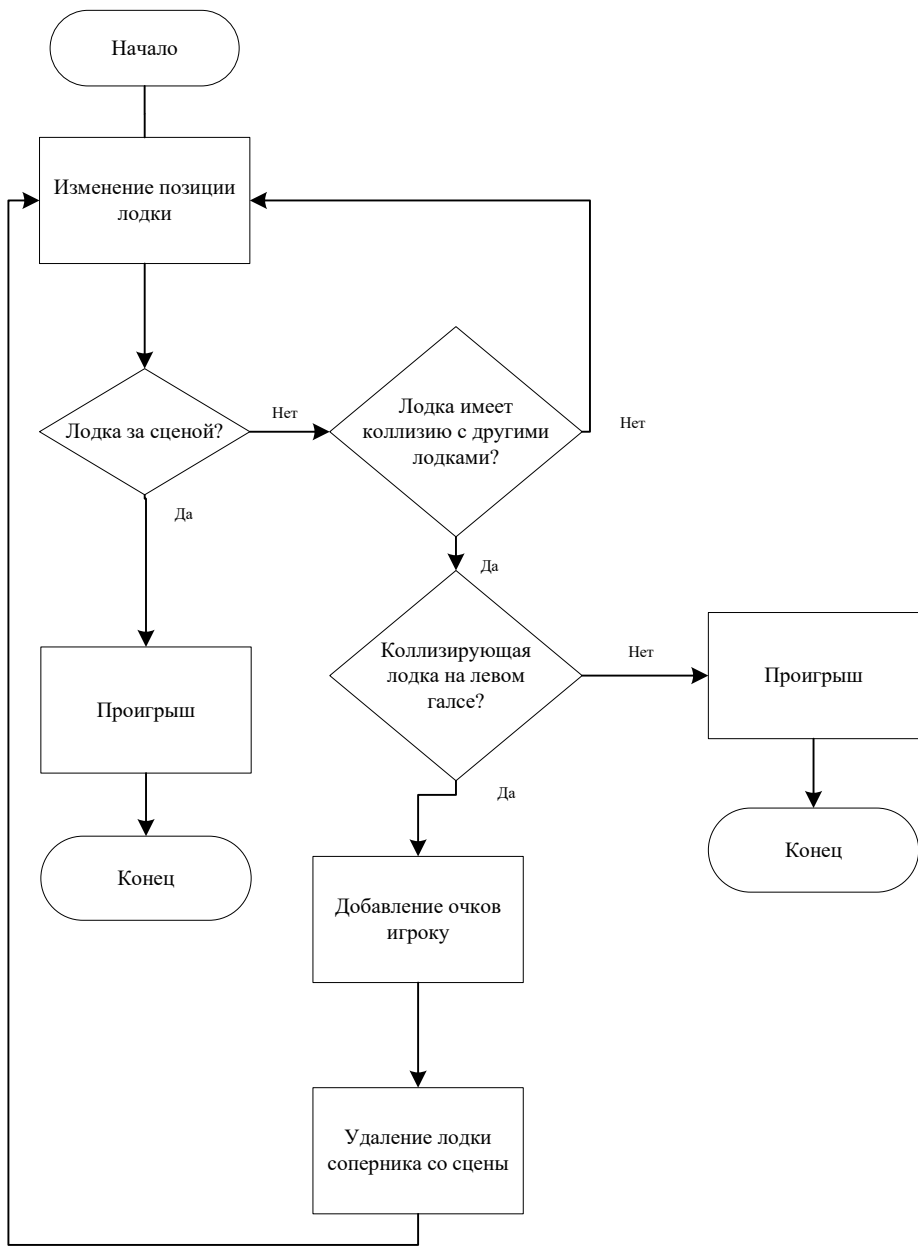 Начало
Изменение позиции
лодки
Лодка за сценой?
Нет
Лодка имеет
коллизию с другими
лодками?
Нет
Да
Да
Коллизирующая
лодка на левом
галсе?
Нет
Проигрыш
Проигрыш
Да
Конец
Конец
Добавление очков
игроку
Удаление лодки
соперника со сцены